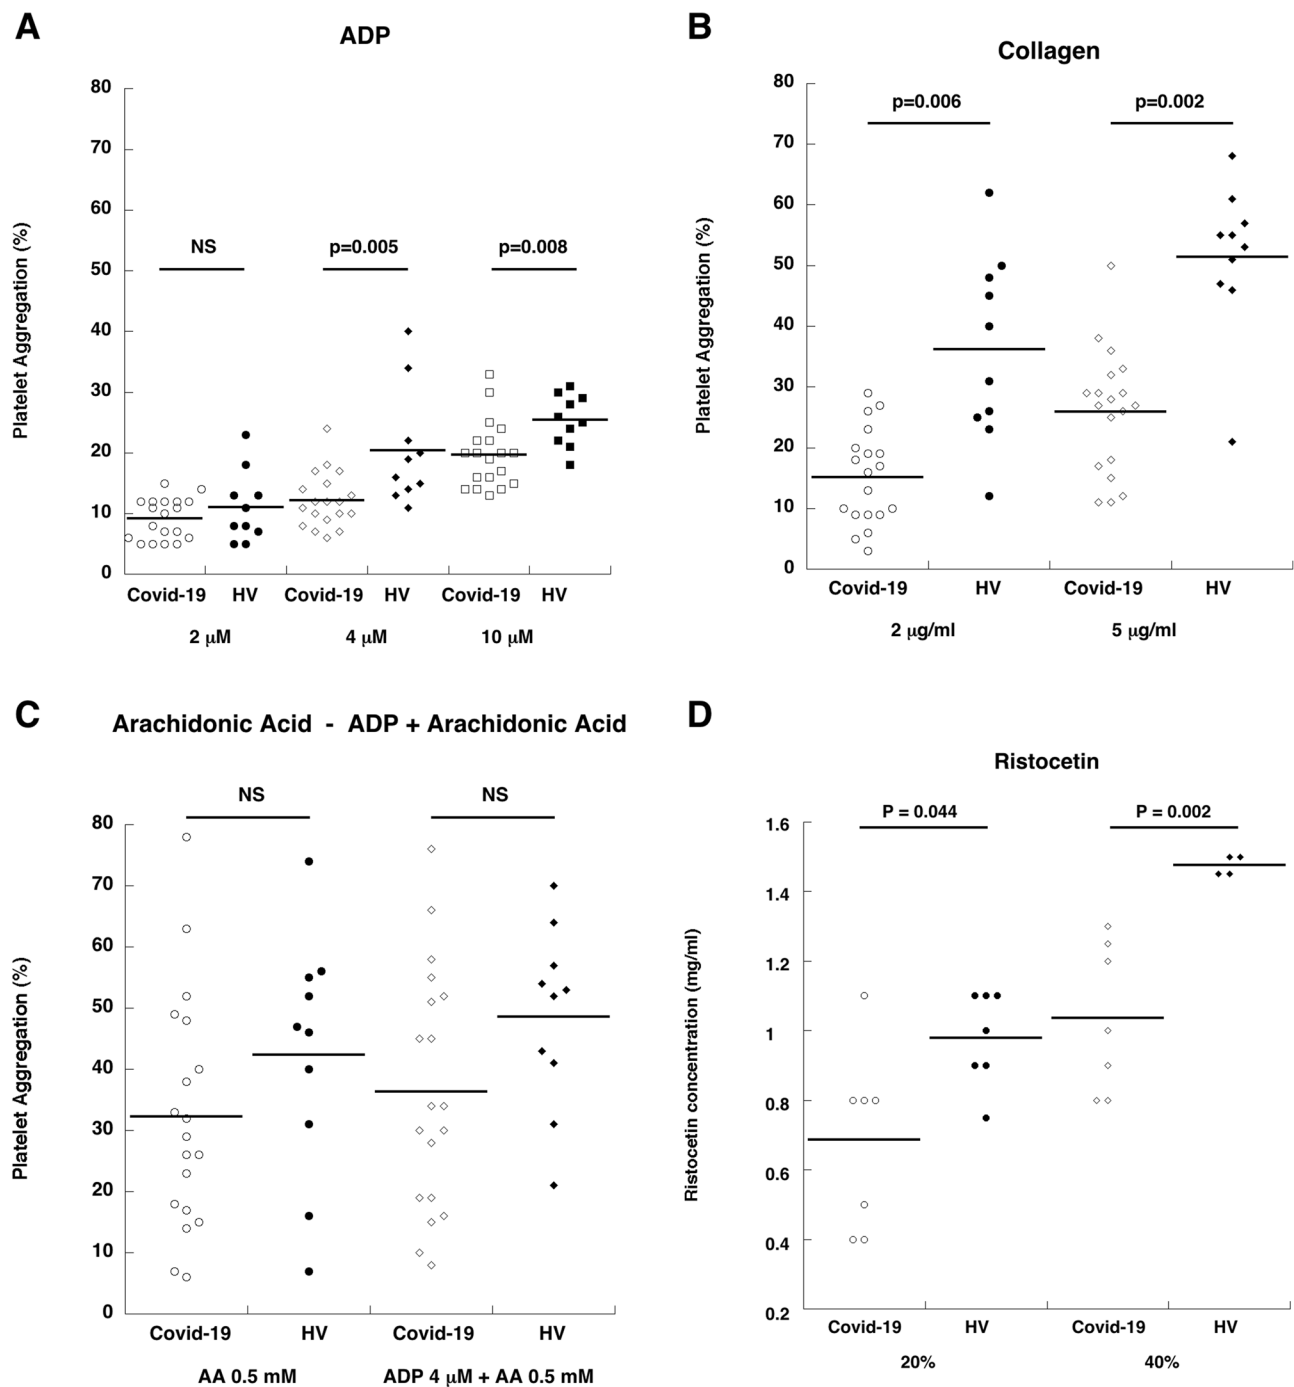 A
ADP
80
70
60
50
40
30
20
10
0
Platelet Aggregation (%)
NS
p=0.005
p=0.008
Covid-19 HV Covid-19 HV Covid-19 HV
2 μM 4 μM 10 μM
B
Collagen
80
70
60
50
40
30
20
10
0
Platelet Aggregation (%)
p=0.006
p=0.002
Covid-19 HV Covid-19 HV
2 μg/ml 5 μg/ml
C
Arachidonic Acid - ADP + Arachidonic Acid
NS
NS
80
70
60
50
40
30
20
10
0
Platelet Aggregation (%)
Covid-19 HV Covid-19 HV
AA 0.5 mM ADP 4 μM + AA 0.5 mM
D
Ristocetin
P = 0.044
P = 0.002
1.6
1.4
1.2
1
0.8
0.6
0.4
0.2
Ristocetin concentration (mg/ml)
Covid-19 HV Covid-19 HV
20% 40%